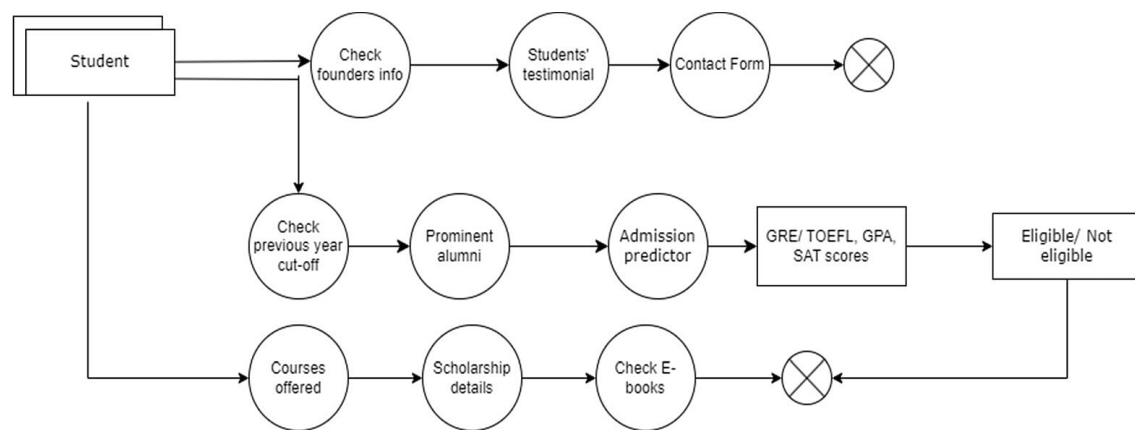 Student
Check
founders info
Students'
testimonial
Contact Form
Check
previous year
cut-off
Prominent
alumni
Admission
predictor
GRE/ TOEFL, GPA,
SAT scores
Eligible/ Not
eligible
Courses
offered
Scholarship
details
Check E-
books